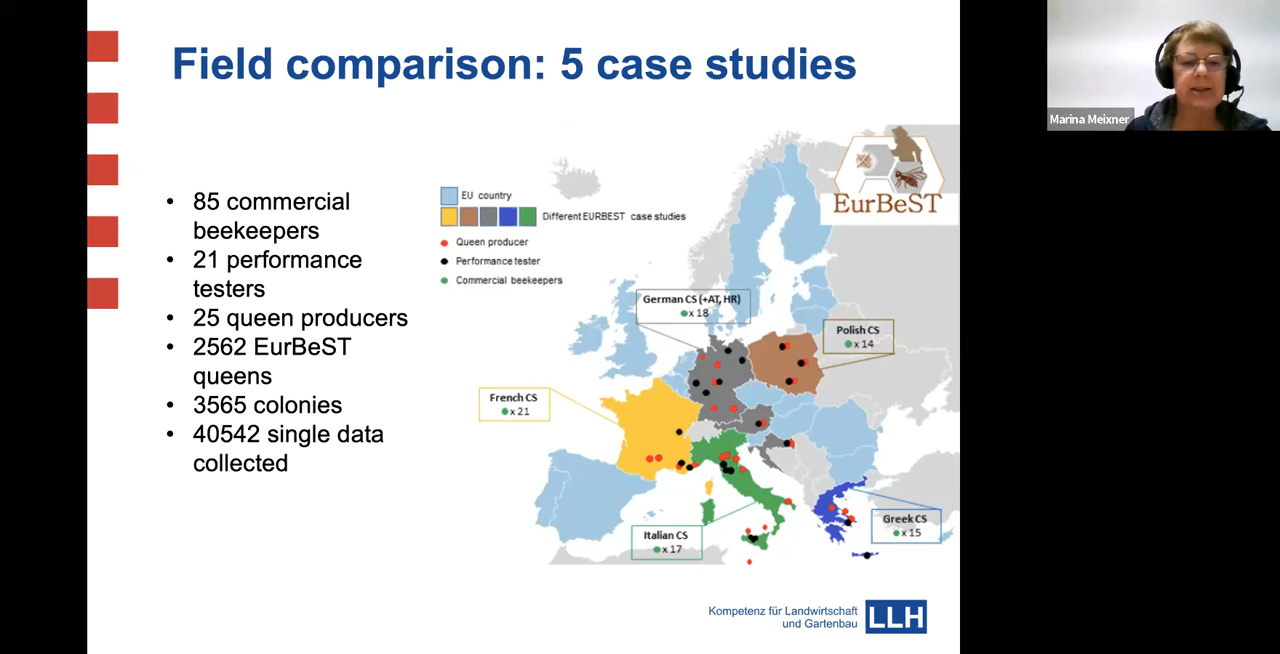 Field comparison: 5 case studies
Marina Meixner
EurBeST
• 85 commercial
beekeepers
• 21 performance
testers
• 25 queen producers
• 2562 EurBeST
queens
• 3565 colonies
• 40542 single data
collected
EU country
Different EURBEST case studies
Queen producer
Performance tester
Commercial beekeepers
German CS (+AT, HR)
x 18
Polish CS
x 14
French CS
x 21
Greek CS
x 15
Italian CS
x 17
Kompetenz für Landwirtschaft
und Gartenbau
LLH